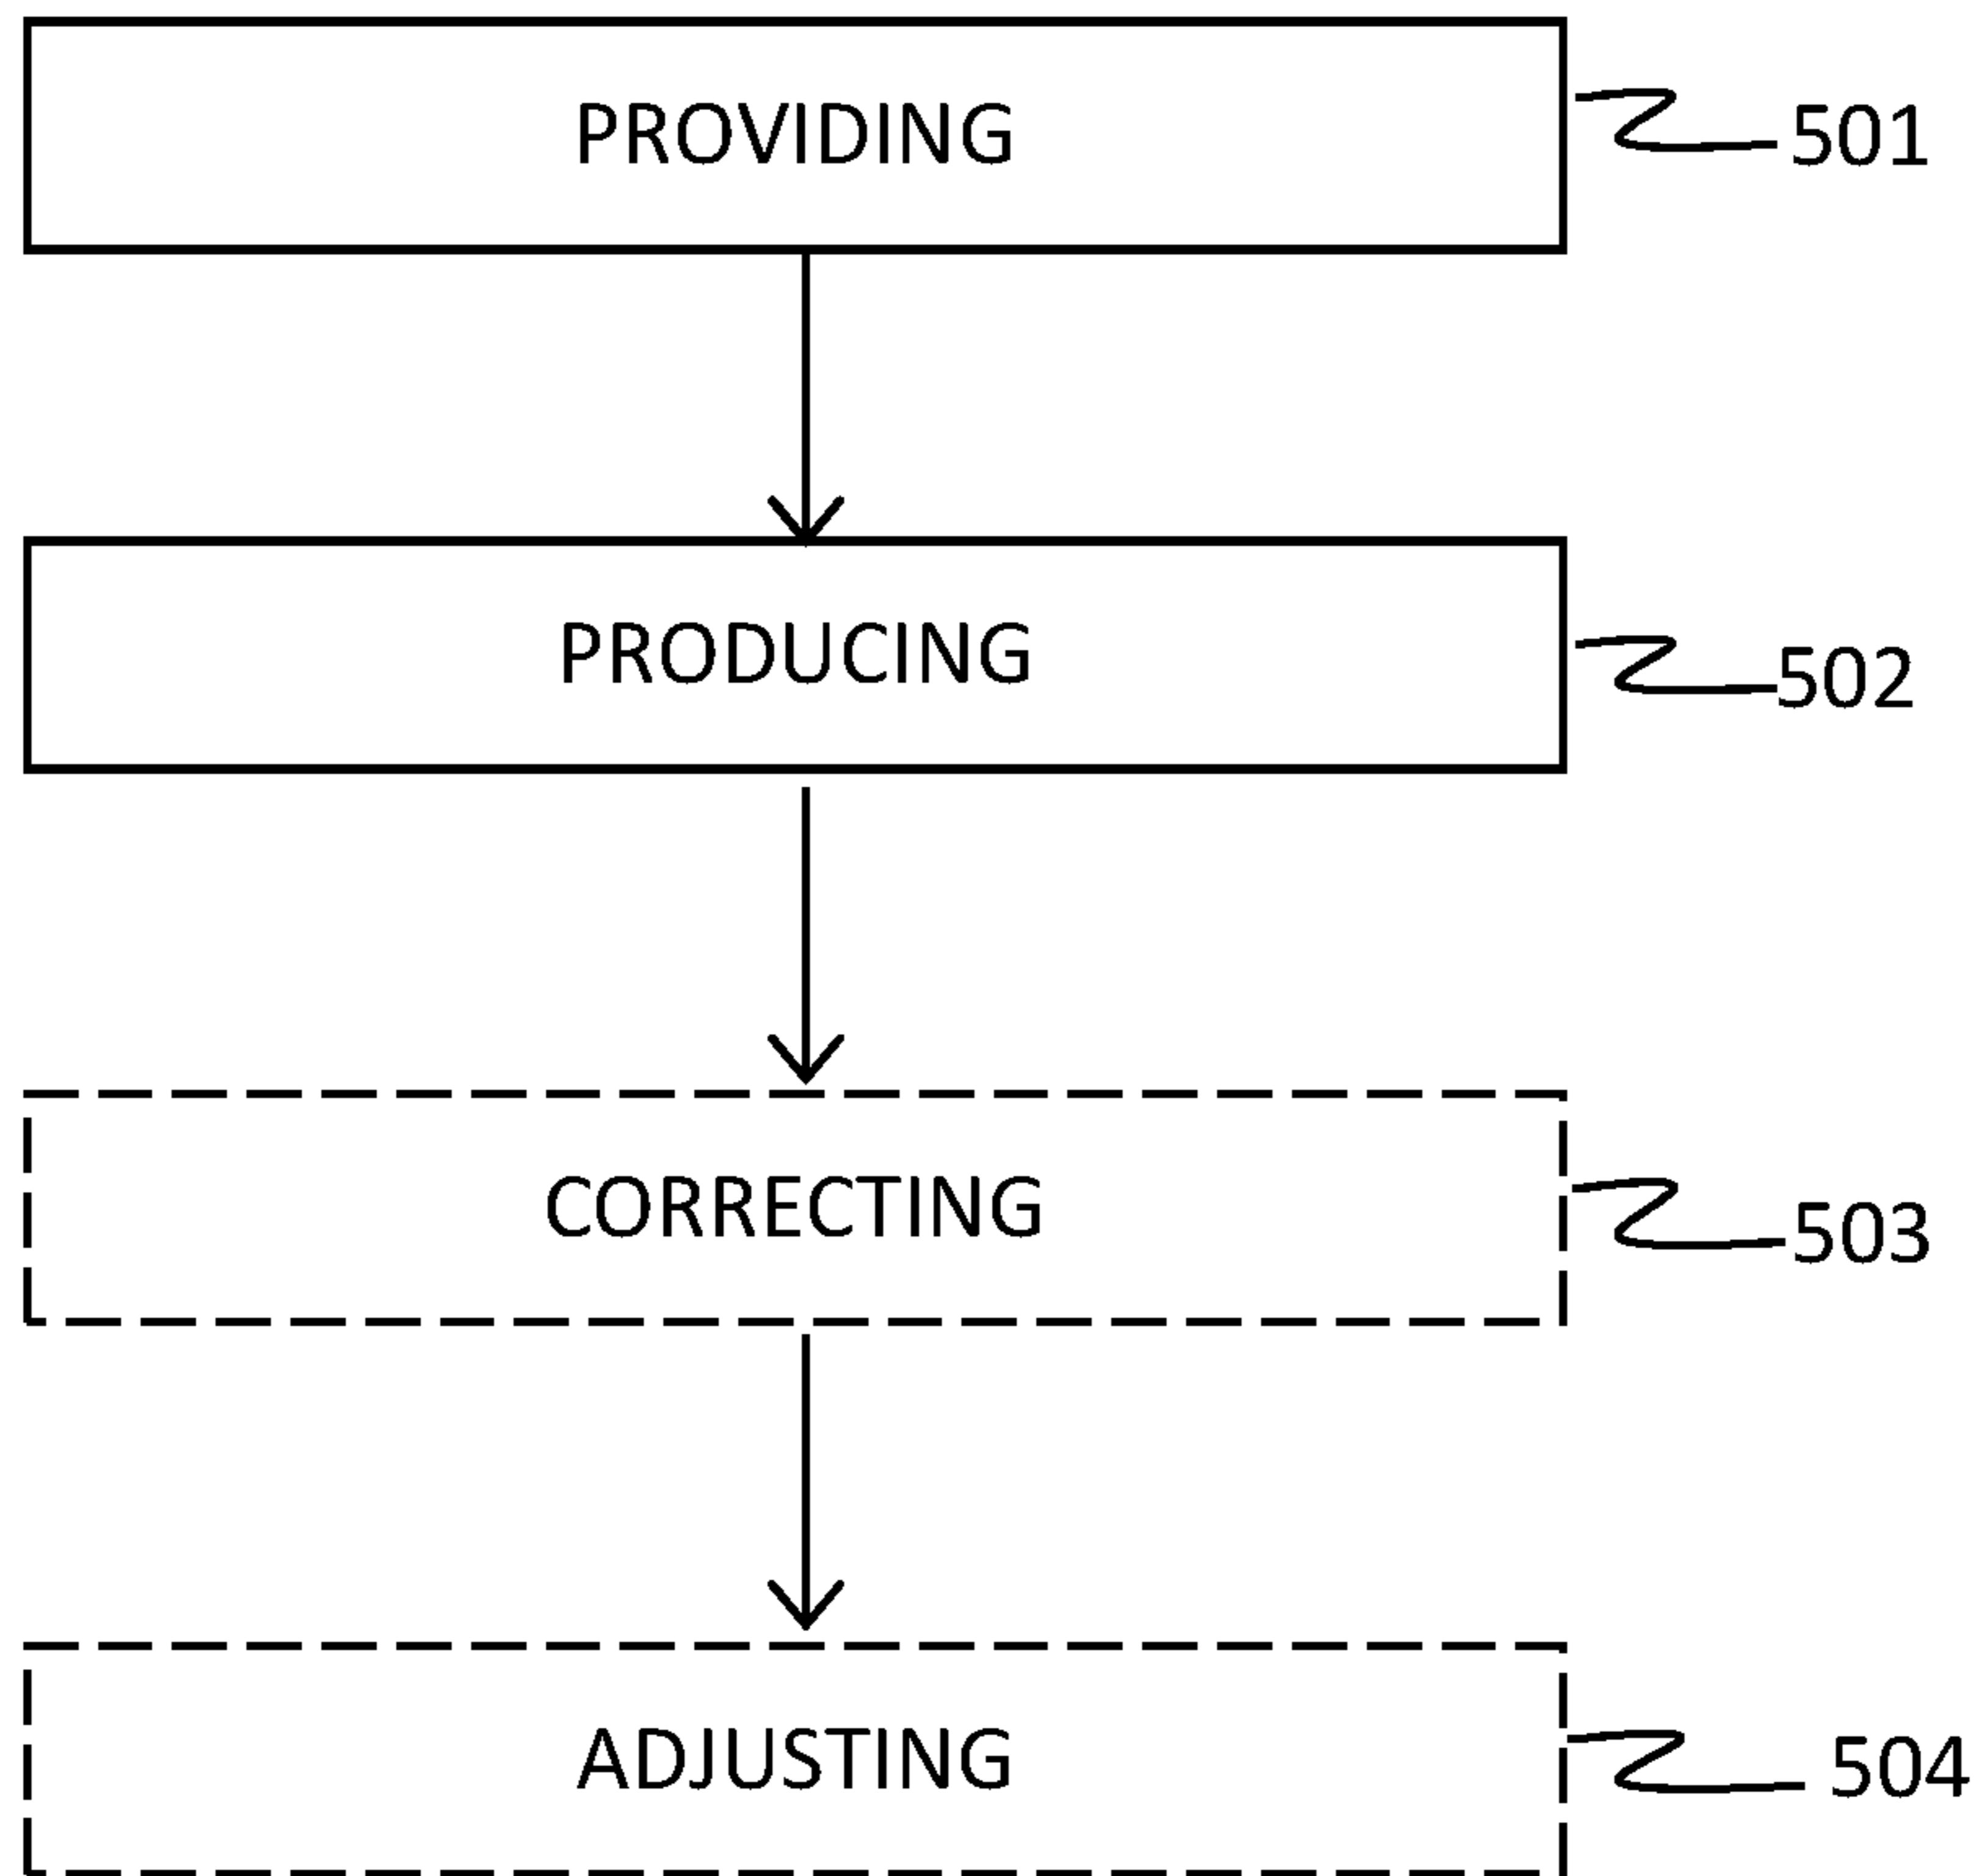 PROVIDING
501
PRODUCING
502
CORRECTING
503
ADJUSTING
504